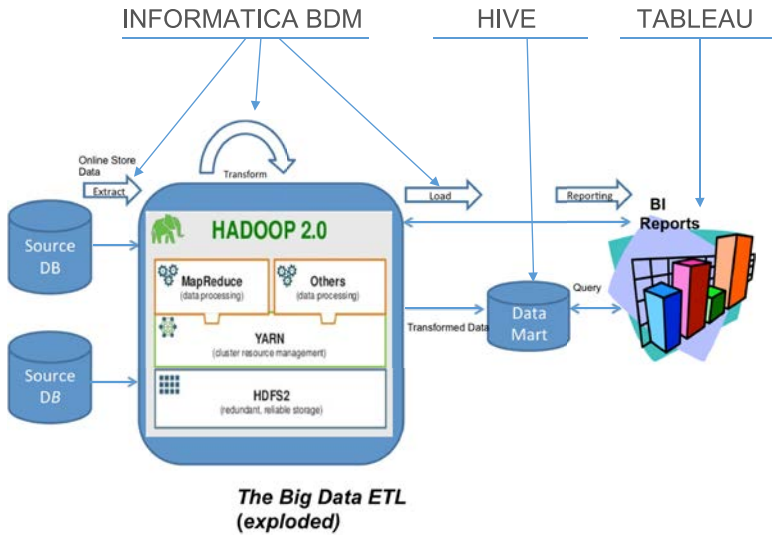 INFORMATICA BDM
HIVE
TABLEAU
Online Store
Data
Extract
Transform
Load
Reporting
BI
Reports
Source
DB
HADOOP 2.0
MapReduce
(data processing)
Others
(data processing)
YARN
(cluster resource management)
HDFS2
(redundant, reliable storage)
Transformed Data
Data
Mart
Query
Source
DB
The Big Data ETL
(exploded)